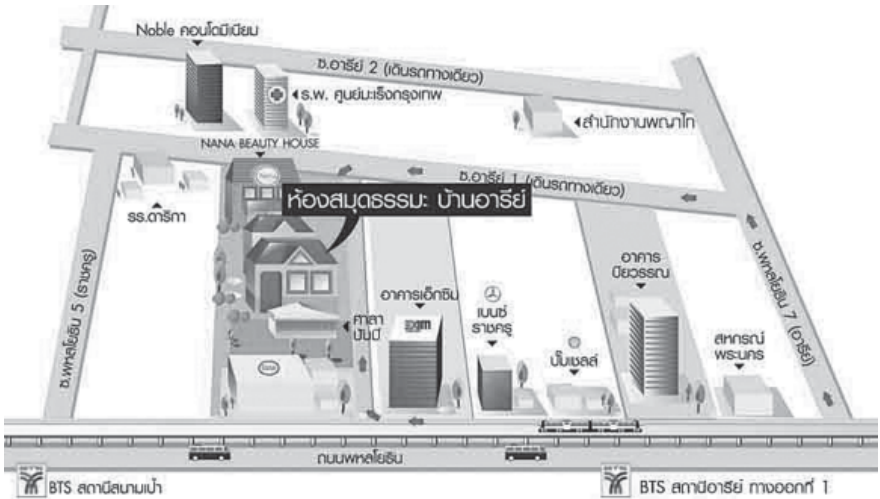 Noble คอนโดมิเนียม
ซ.อารีย์ 2 (เดินรถทางเดียว)
ร.พ. ศูนย์มะเร็งกรุงเทพ
สำนักงานพญาไท
NANA BEAUTY HOUSE
ซ.อารีย์ 1 (เดินรถทางเดียว)
ห้องสมุดธรรมะ บ้านอารีย์
รร.ดาริกา
ซ.พหลโยธิน 5 (ราชครู)
ซ.พหลโยธิน 7 (อารีย์)
อาคาร
ปิยวรรณ
อาคารเอ็กซิม
เบนซ์
ราชครู
ศาลา
ปันมี
ปั๊มเชลล์
สหกรณ์
พระนคร
ถนนพหลโยธิน
BTS สถานีสนามเป้า
BTS สถานีอารีย์ ทางออกที่ 1